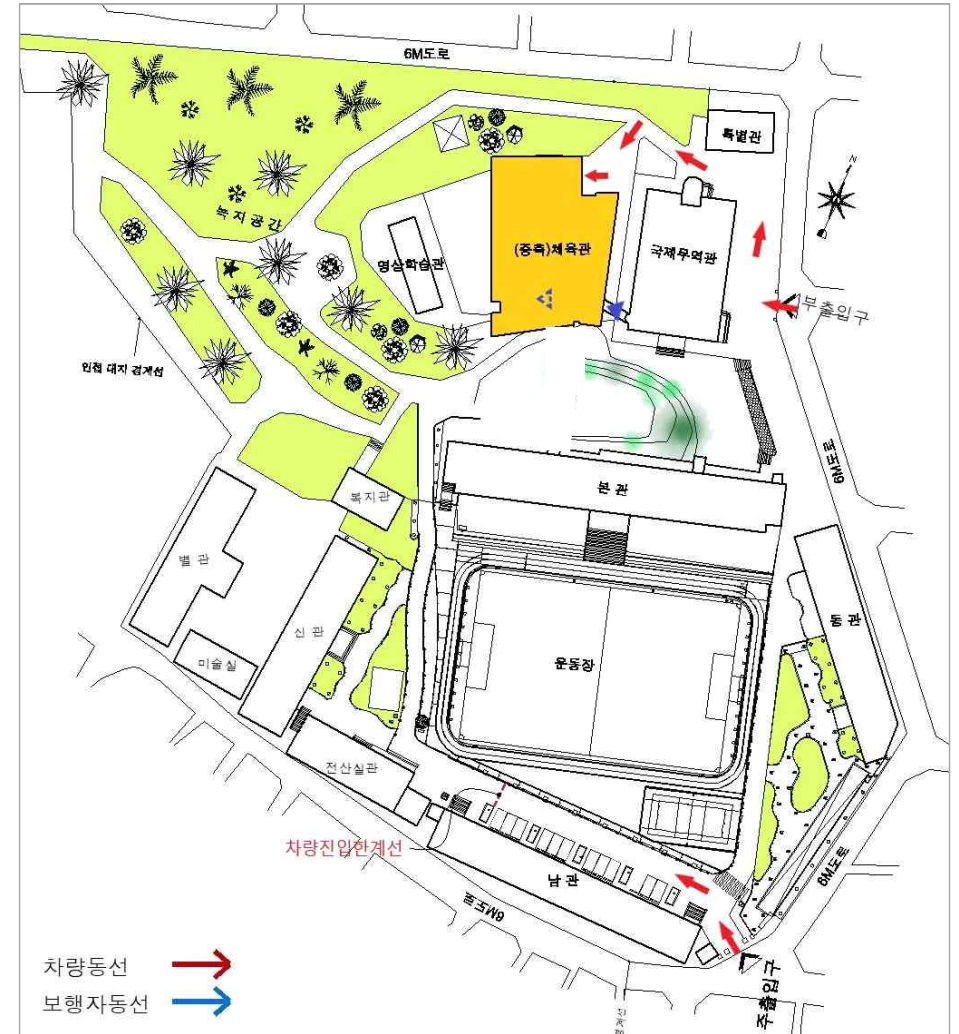 6M도로
특별관
N
녹지공간
영상학습관
(증축)체육관
국제무역관
부출입구
인접 대지 경계선
6M도로
복지관
본 관
별 관
신 관
동 관
미술실
운동장
전산실관
차량진입한계선
남 관
6M도로
6M도로
주출입구
차량동선
보행자동선